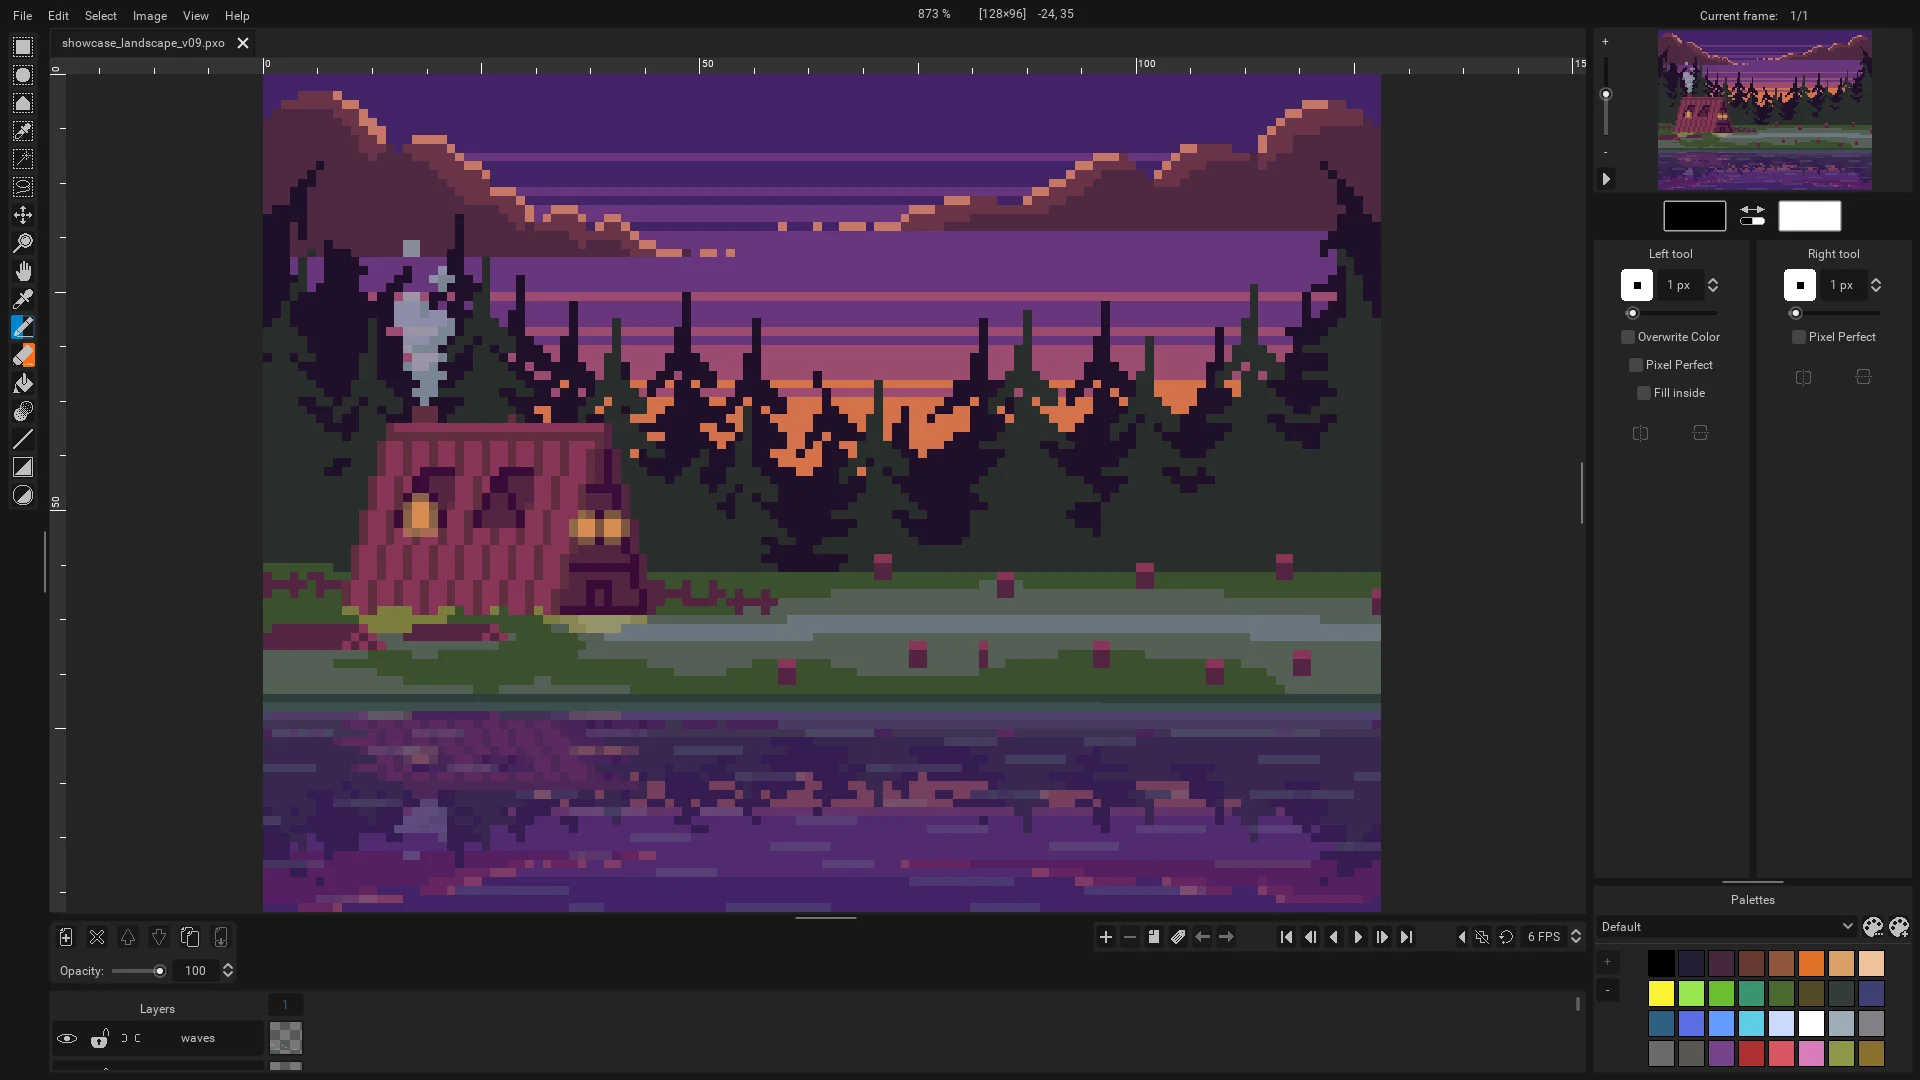 File Edit Select Image View Help
873 % [128×96] -24, 35
Current frame: 1/1
showcase_landscape_v09.pxo
0 50 100 15
0
50
+
-
Left tool Right tool
1 px 1 px
Overwrite Color Pixel Perfect
Pixel Perfect
Fill inside
Palettes
Default
+
-
6 FPS
Opacity: 100
Layers 1
waves